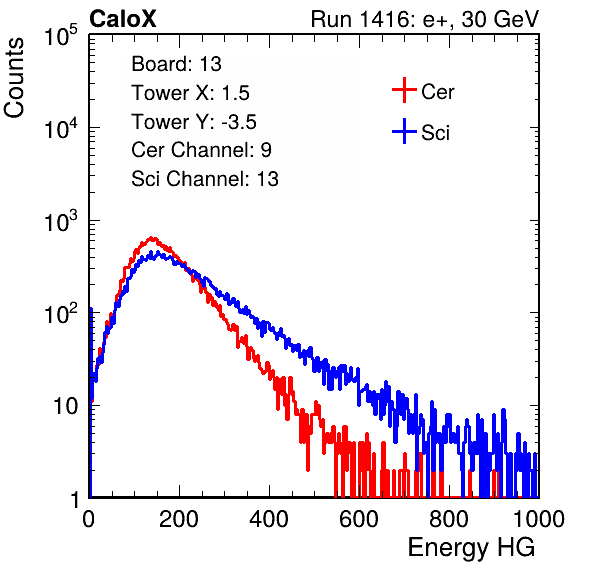 CaloX Run 1416: e+, 30 GeV
Counts
Board: 13
Tower X: 1.5
Tower Y: -3.5
Cer Channel: 9
Sci Channel: 13
Cer
Sci
10^5
10^4
10^3
10^2
10
1
0 200 400 600 800 1000
Energy HG